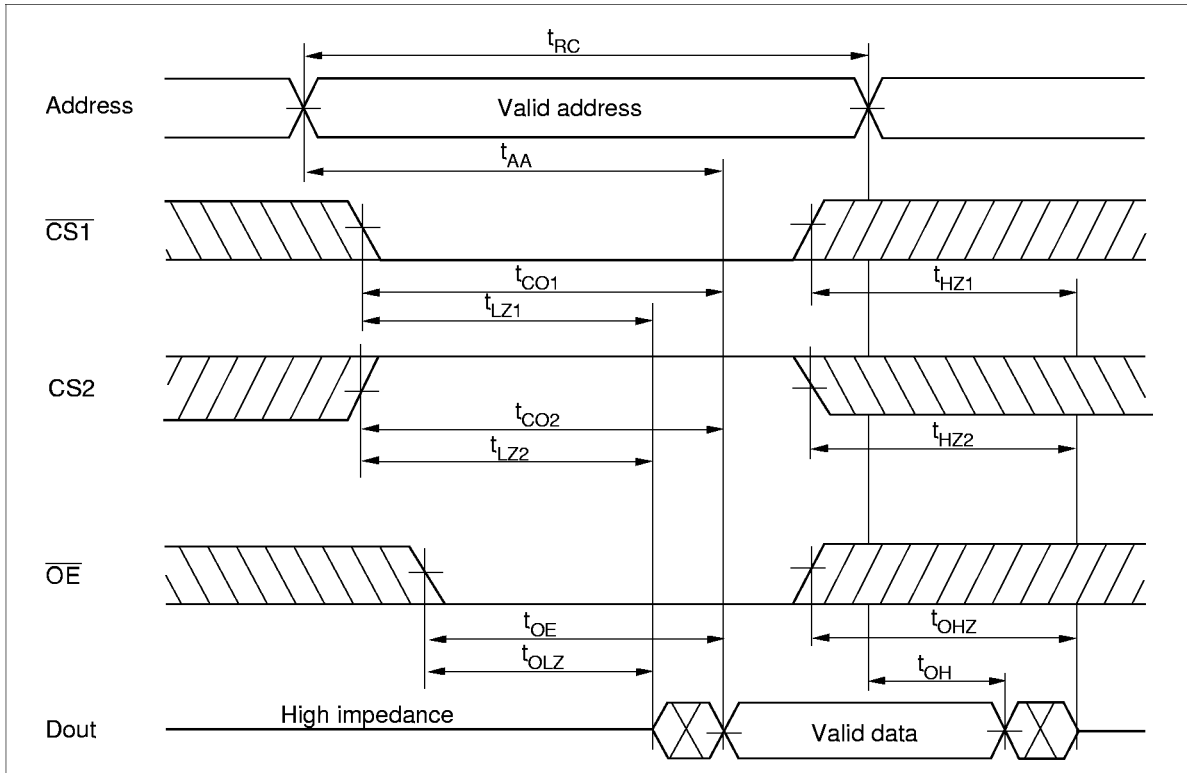 tRC
Address
Valid address
tAA
CS1
tCO1
tHZ1
tLZ1
CS2
tCO2
tHZ2
tLZ2
OE
tOE
tOHZ
tOLZ
tOH
High impedance
Dout
Valid data